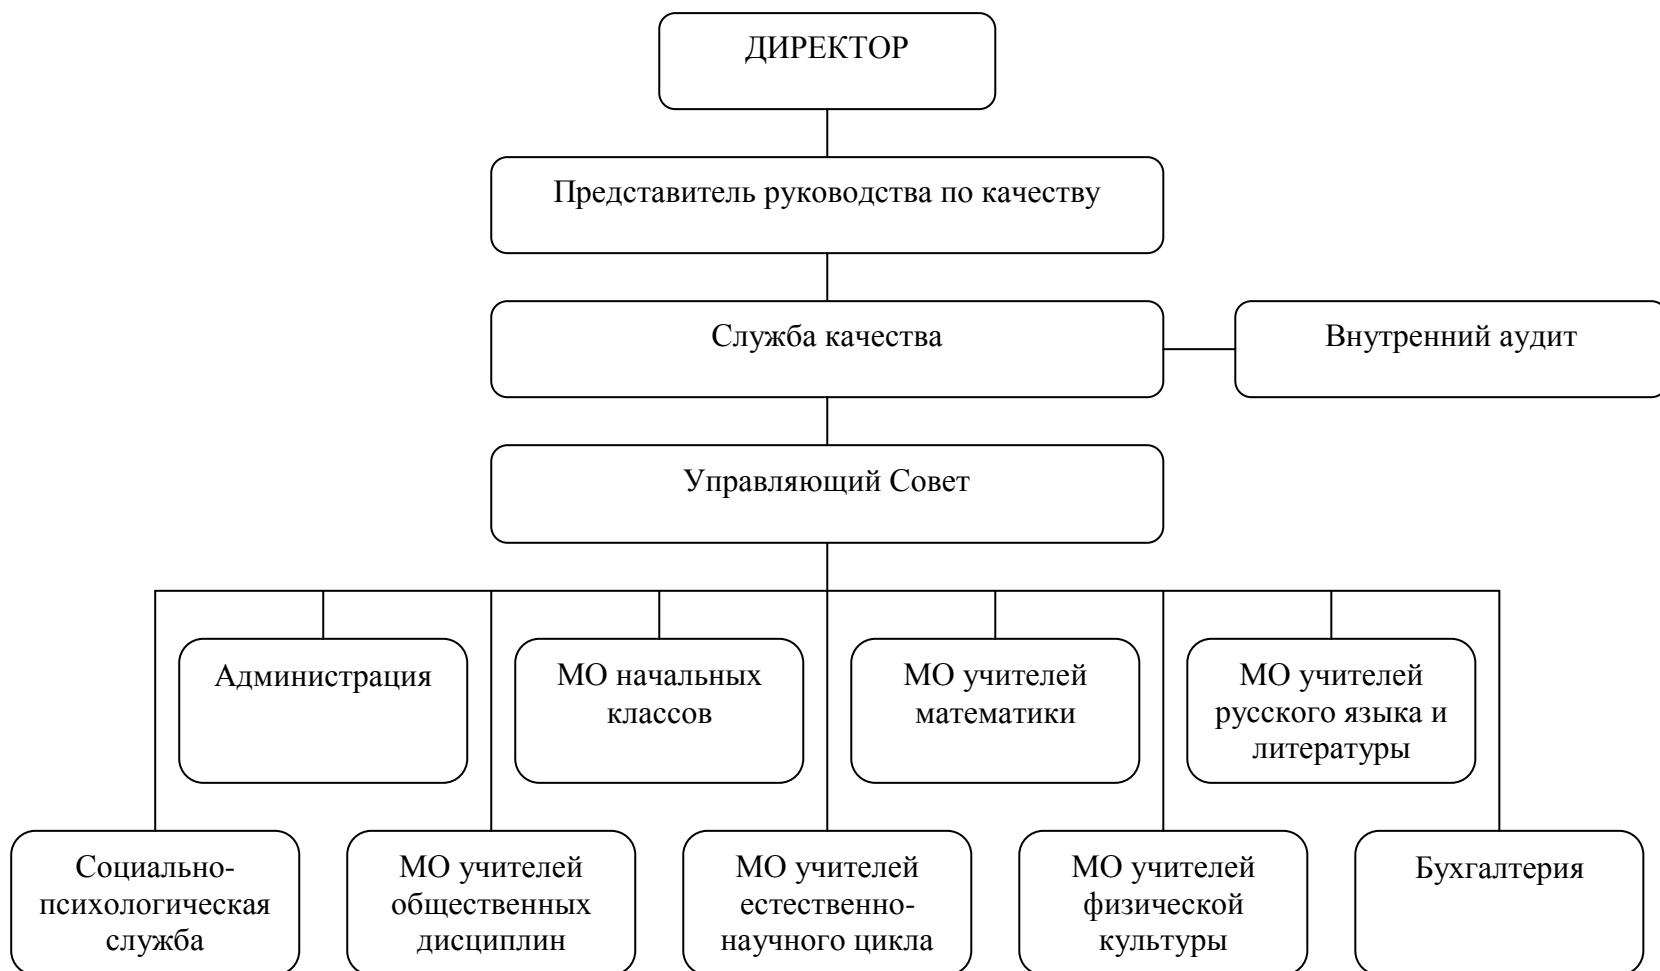 ДИРЕКТОР
Представитель руководства по качеству
Служба качества
Внутренний аудит
Управляющий Совет
Администрация
МО начальных
классов
МО учителей
математики
МО учителей
русского языка и
литературы
Социально-
психологическая
служба
МО учителей
общественных
дисциплин
МО учителей
естественно-
научного цикла
МО учителей
физической
культуры
Бухгалтерия